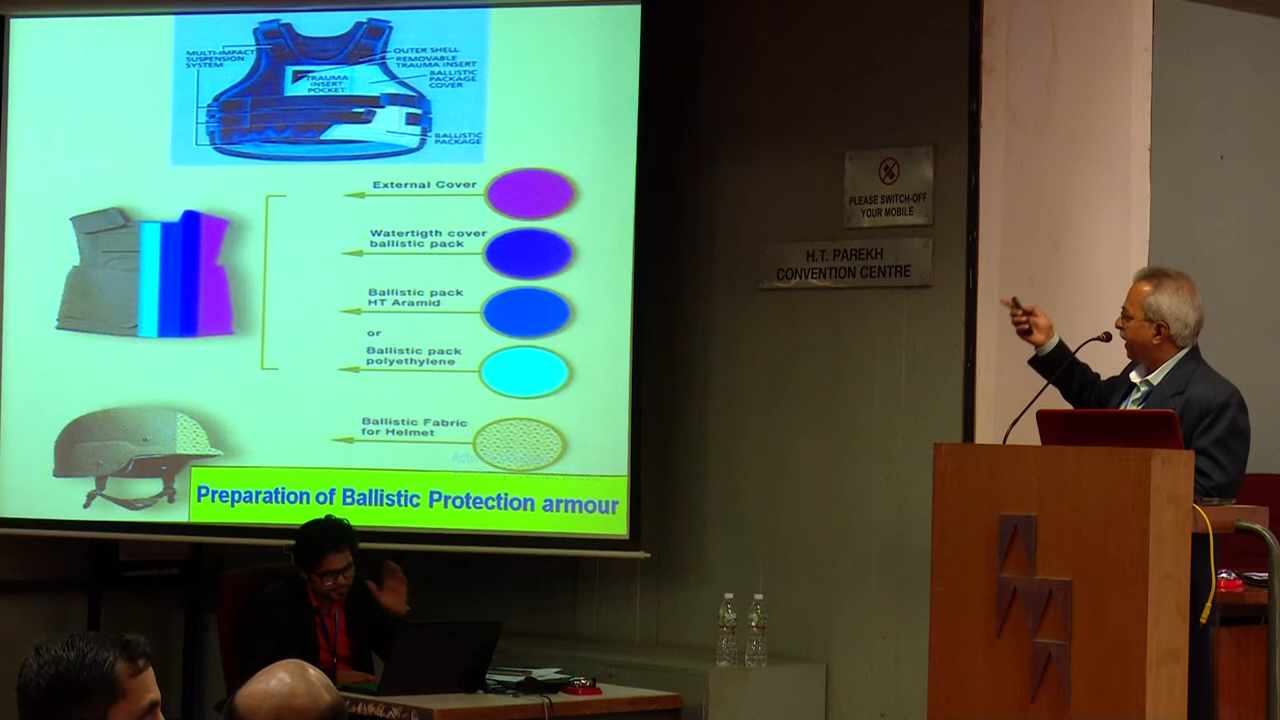 MULTI-IMPACT
SUSPENSION
SYSTEM
OUTER SHELL
REMOVABLE
TRAUMA INSERT
TRAUMA
INSERT
POCKET
BALLISTIC
PACKAGE
COVER
BALLISTIC
PACKAGE
External Cover
Watertigth cover
ballistic pack
Ballistic pack
HT Aramid
or
Ballistic pack
polyethylene
Ballistic Fabric
for Helmet
Preparation of Ballistic Protection armour
PLEASE SWITCH-OFF
YOUR MOBILE
H.T. PAREKH
CONVENTION CENTRE